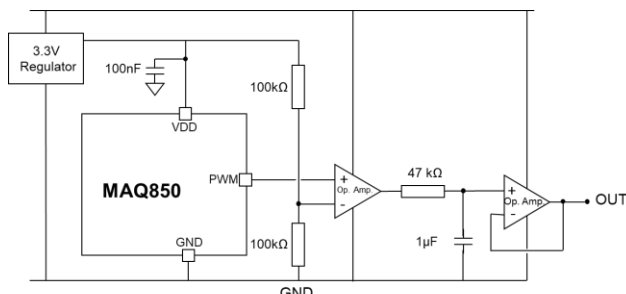 3.3V
Regulator
100nF
100kΩ
VDD
MAQ850
PWM
+
Op. Amp.
-
47 kΩ
+
Op. Amp
-
OUT
GND
100kΩ
1µF
GND